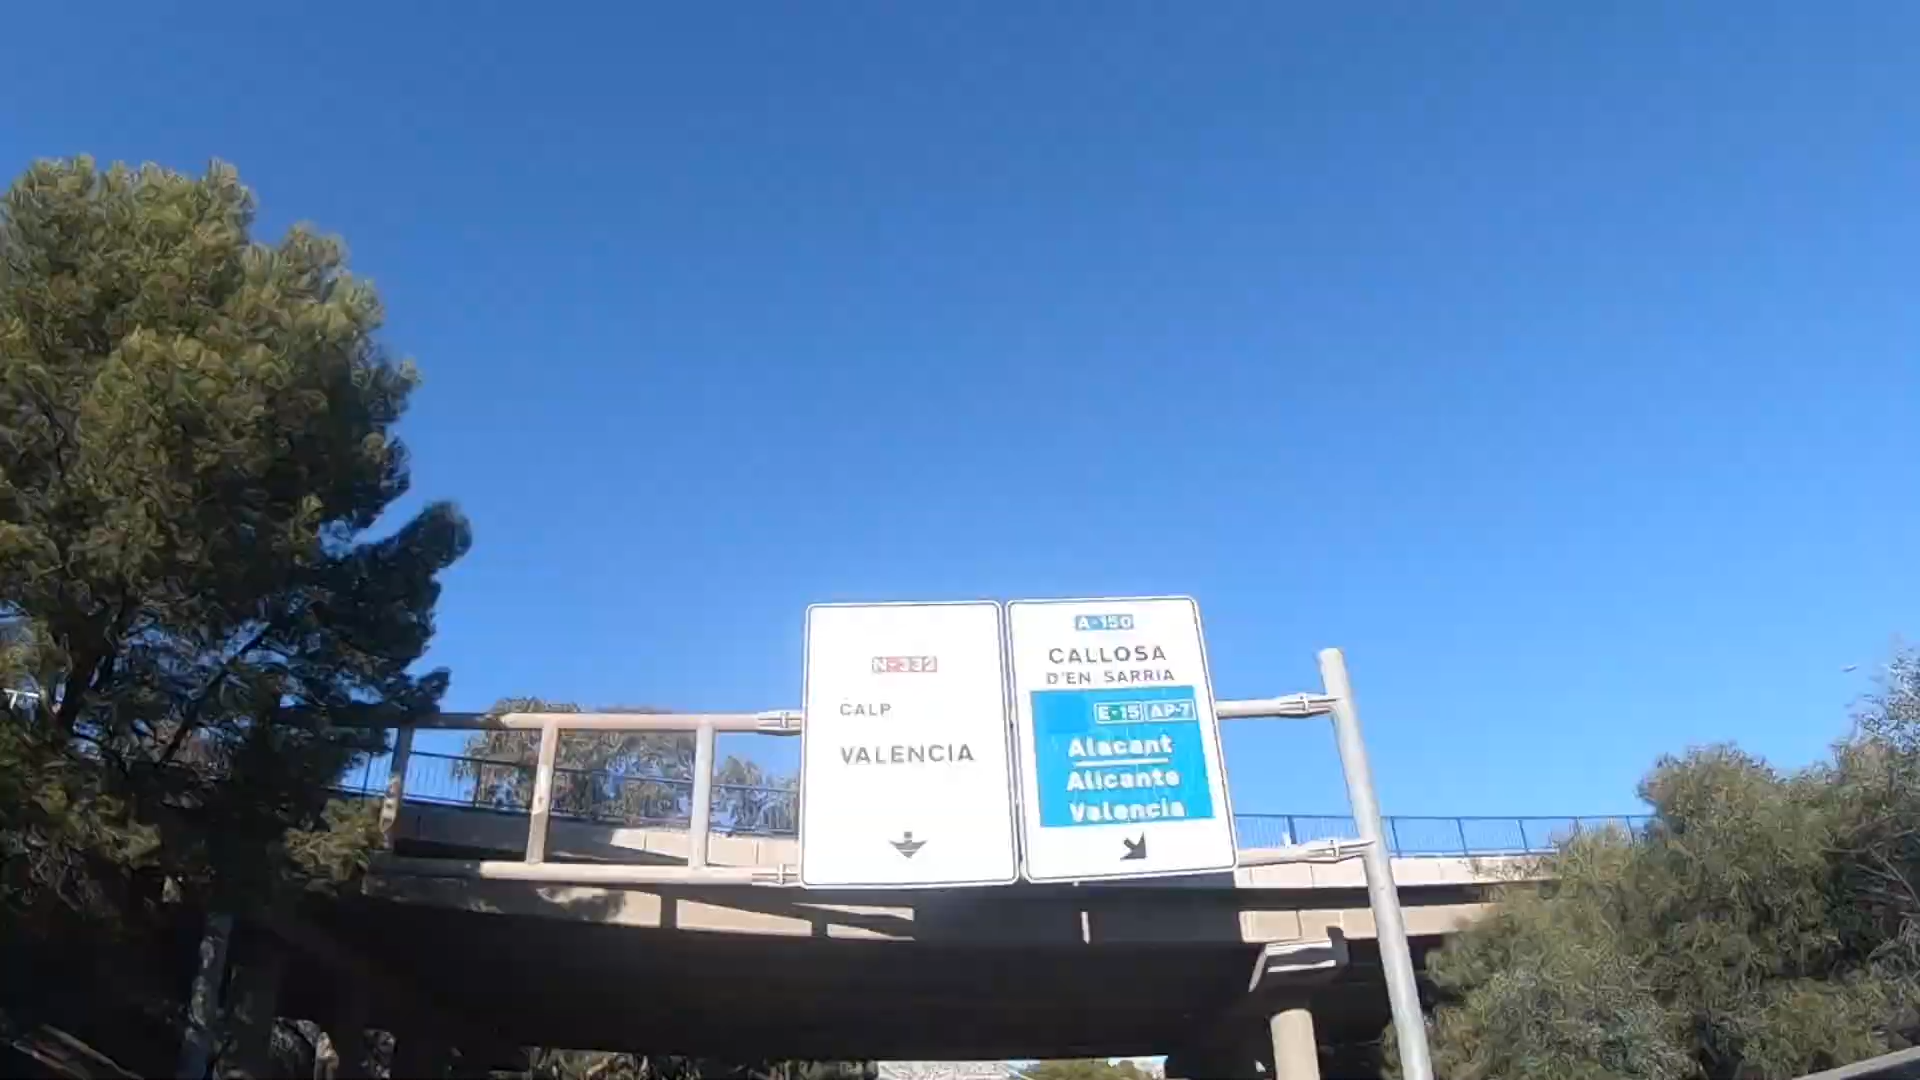 N-332
CALP
VALENCIA
A-150
CALLOSA
D'EN SARRIA
E-15 AP-7
Alacant
Alicante
Valencia